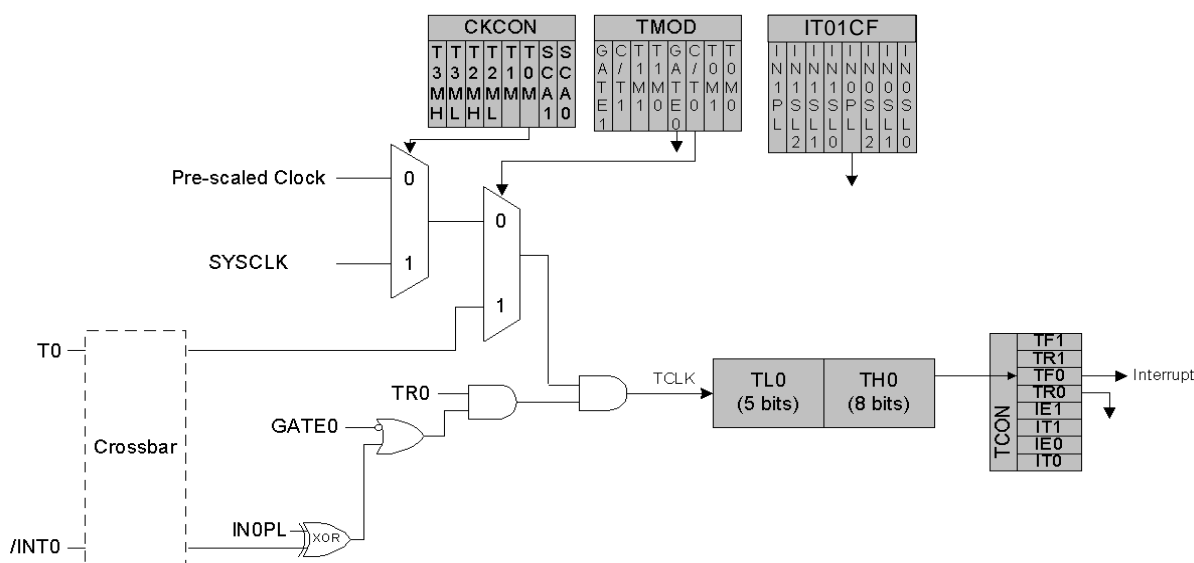 CKCON
T3MH T3ML T2MH T2ML T1M T0M SCA1 SCA0
TMOD
GATE1 C/T1 T1M1 T1M0 GATE0 C/T0 T0M1 T0M0
IT01CF
IN1PL IN1SL2 IN1SL1 IN1SL0 IN0PL IN0SL2 IN0SL1 IN0SL0
Pre-scaled Clock
0
SYSCLK
1
0
1
T0
Crossbar
/INT0
GATE0
IN0PL
XOR
TR0
TCLK
TL0
(5 bits)
TH0
(8 bits)
TCON
TF1
TR1
TF0
TR0
IE1
IT1
IE0
IT0
Interrupt